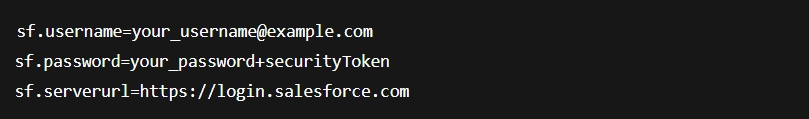 sf.username=your_username@example.com
sf.password=your_password+securityToken
sf.serverurl=https://login.salesforce.com